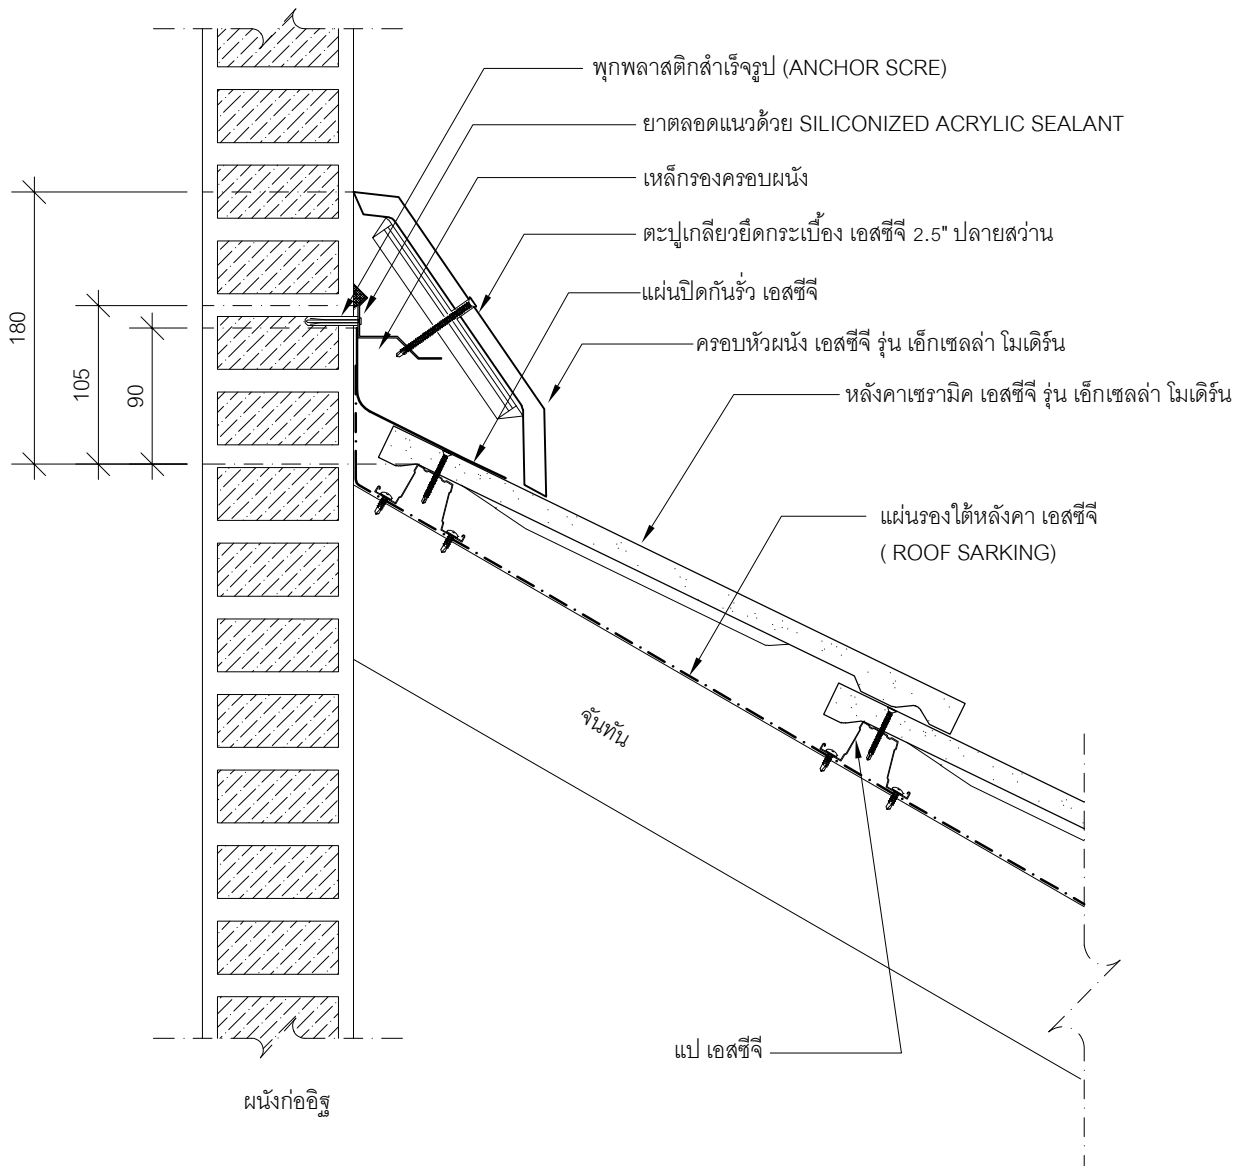 พุกพลาสติกสำเร็จรูป (ANCHOR SCRE)
ยาตลอดแนวด้วย SILICONIZED ACRYLIC SEALANT
เหล็กรองครอบผนัง
ตะปูเกลียวยึดกระเบื้อง เอสซีจี 2.5" ปลายสว่าน
แผ่นปิดกันรั่ว เอสซีจี
ครอบหัวผนัง เอสซีจี รุ่น เอ็กเซลล่า โมเดิร์น
หลังคาเซรามิค เอสซีจี รุ่น เอ็กเซลล่า โมเดิร์น
180
105
90
แผ่นรองใต้หลังคา เอสซีจี
( ROOF SARKING)
จันทัน
แป เอสซีจี
ผนังก่ออิฐ